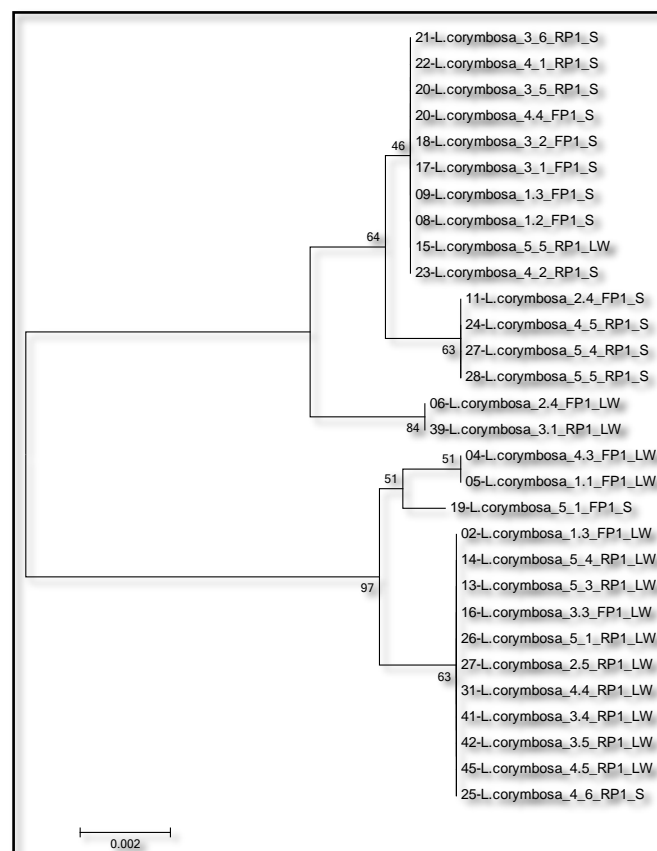 21-L.corymbosa_3_6_RP1_S
22-L.corymbosa_4_1_RP1_S
20-L.corymbosa_3_5_RP1_S
20-L.corymbosa_4.4_FP1_S
46
18-L.corymbosa_3_2_FP1_S
17-L.corymbosa_3_1_FP1_S
09-L.corymbosa_1.3_FP1_S
08-L.corymbosa_1.2_FP1_S
64
15-L.corymbosa_5_5_RP1_LW
23-L.corymbosa_4_2_RP1_S
11-L.corymbosa_2.4_FP1_S
24-L.corymbosa_4_5_RP1_S
27-L.corymbosa_5_4_RP1_S
63
28-L.corymbosa_5_5_RP1_S
06-L.corymbosa_2.4_FP1_LW
84
39-L.corymbosa_3.1_RP1_LW
04-L.corymbosa_4.3_FP1_LW
51
05-L.corymbosa_1.1_FP1_LW
51
19-L.corymbosa_5_1_FP1_S
02-L.corymbosa_1.3_FP1_LW
14-L.corymbosa_5_4_RP1_LW
13-L.corymbosa_5_3_RP1_LW
97
16-L.corymbosa_3.3_FP1_LW
26-L.corymbosa_5_1_RP1_LW
27-L.corymbosa_2.5_RP1_LW
63
31-L.corymbosa_4.4_RP1_LW
41-L.corymbosa_3.4_RP1_LW
42-L.corymbosa_3.5_RP1_LW
45-L.corymbosa_4.5_RP1_LW
25-L.corymbosa_4_6_RP1_S
0.002